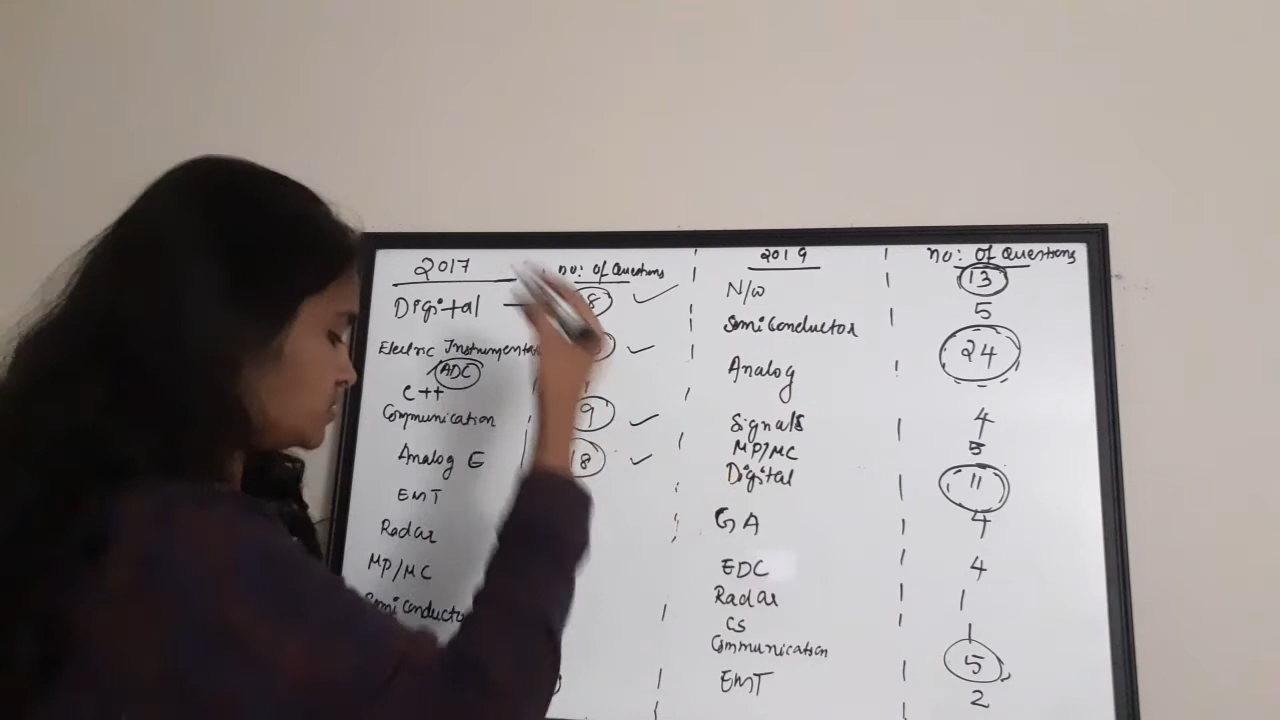 2017 no: Of Questions
Digital 8
Electric
ADC
C++
Communication 9
Analog E 18
EMT
Radar
MP/MC
2019 no: Of Questions
N/W 13
Semiconductor 5
Analog 24
Signals 4
MP/MC 5
Digital 11
GA 4
EDC 4
Radar 1
CS 1
Communication 5
EMT 2